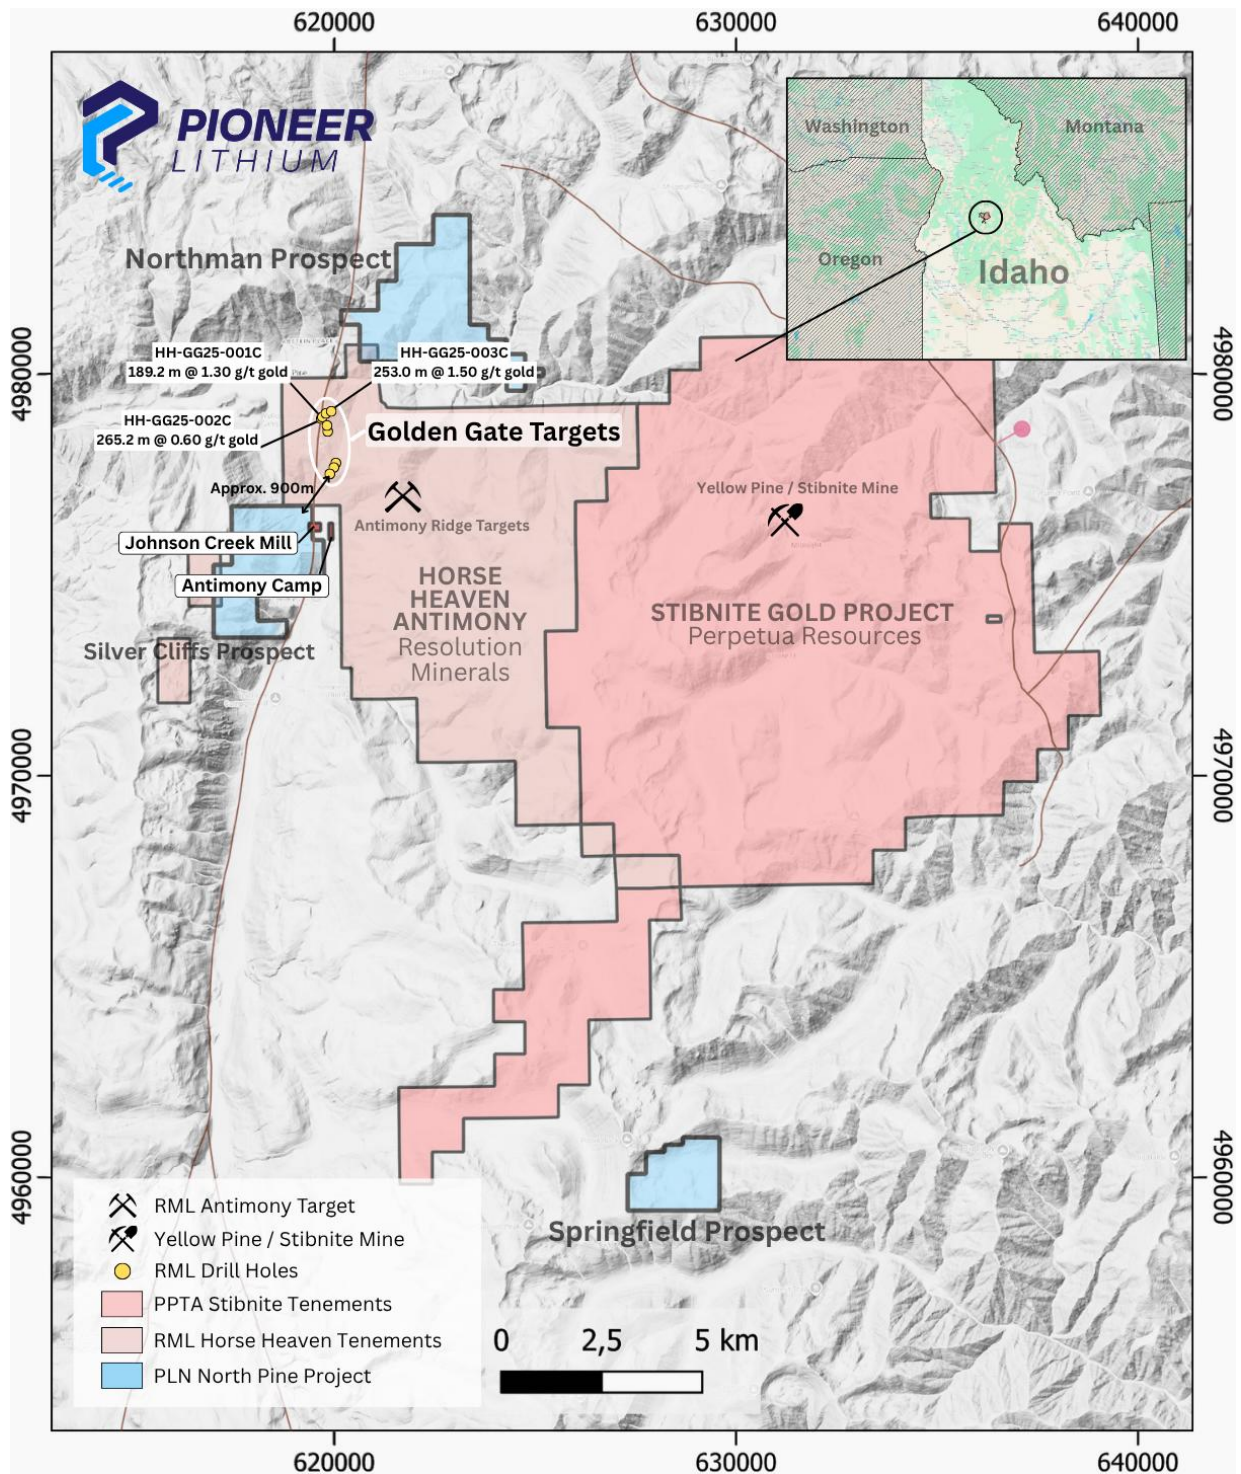 620000
630000
640000
PIONEER
LITHIUM
Washington
Montana
Oregon
Idaho
Northman Prospect
4980000
4980000
HH-GG25-001C
189.2 m @ 1.30 g/t gold
HH-GG25-003C
253.0 m @ 1.50 g/t gold
HH-GG25-002C
265.2 m @ 0.60 g/t gold
Golden Gate Targets
Approx. 900m
Antimony Ridge Targets
Yellow Pine / Stibnite Mine
Johnson Creek Mill
Antimony Camp
HORSE
HEAVEN
ANTIMONY
Resolution
Minerals
STIBNITE GOLD PROJECT
Perpetua Resources
Silver Cliffs Prospect
4970000
4970000
4960000
4960000
Springfield Prospect
RML Antimony Target
Yellow Pine / Stibnite Mine
RML Drill Holes
PPTA Stibnite Tenements
RML Horse Heaven Tenements
PLN North Pine Project
0 2,5 5 km
620000
630000
640000